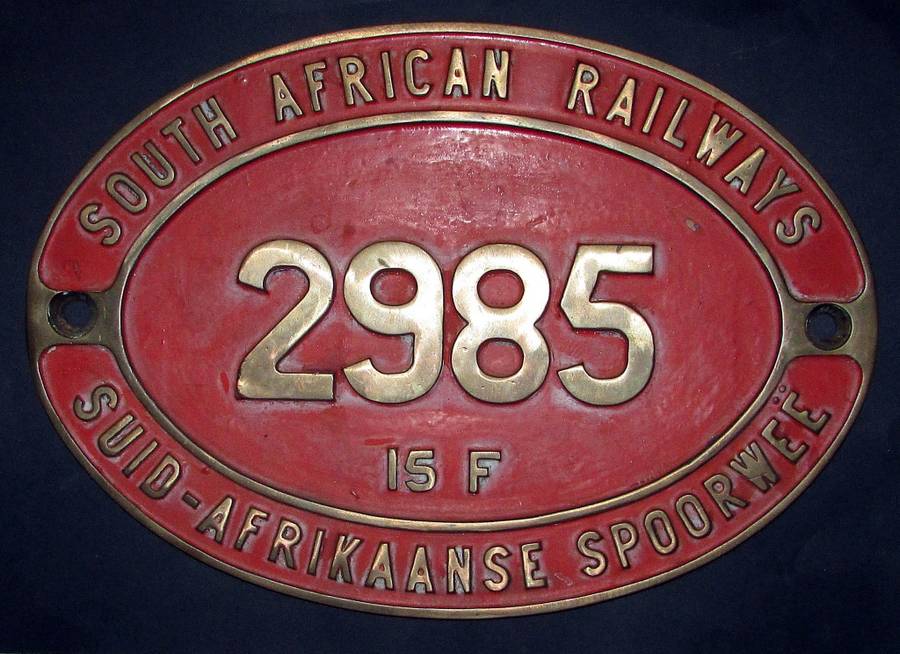 SOUTH AFRICAN RAILWAYS
2985
15 F
SUID-AFRIKAANSE SPOORWEË